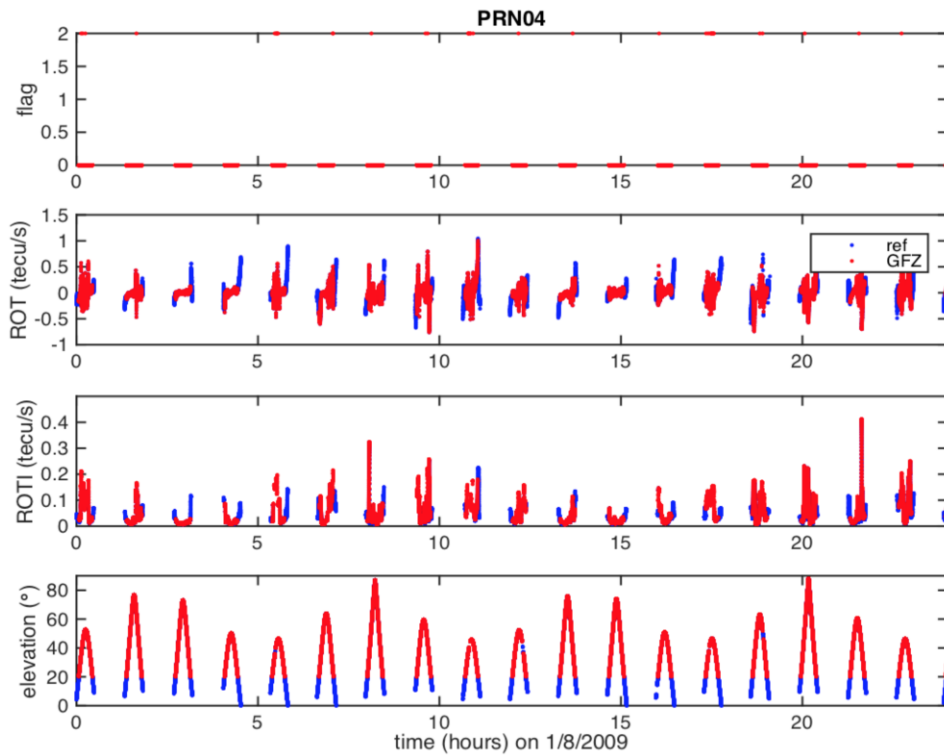 PRN04
2
1.5
1
0.5
0
flag
0 5 10 15 20
1.5
1
0.5
0
-0.5
-1
ROT (tecu/s)
ref
GFZ
0 5 10 15 20
0.4
0.3
0.2
0.1
0
ROTI (tecu/s)
0 5 10 15 20
80
60
40
20
0
elevation (°)
0 5 10 15 20
time (hours) on 1/8/2009